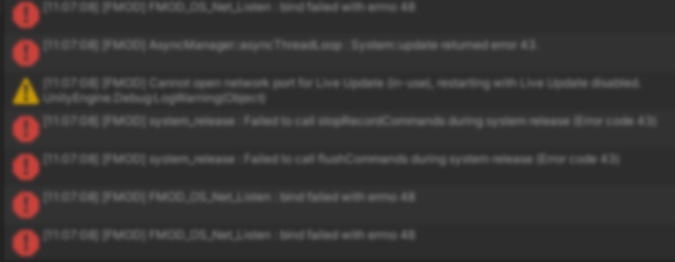 [11:07:08] [FMOD] FMOD_OS_Net_Listen : bind failed with errno 48
[11:07:08] [FMOD] AsyncManager::asyncThreadLoop : System::update returned error 43.
[11:07:08] [FMOD] Cannot open network port for Live Update (in-use), restarting with Live Update disabled.
UnityEngine.Debug:LogWarning(Object)
[11:07:08] [FMOD] system_release : Failed to call stopRecordCommands during system release (Error code 43)
[11:07:08] [FMOD] system_release : Failed to call flushCommands during system release (Error code 43)
[11:07:08] [FMOD] FMOD_OS_Net_Listen : bind failed with errno 48
[11:07:08] [FMOD] FMOD_OS_Net_Listen : bind failed with errno 48